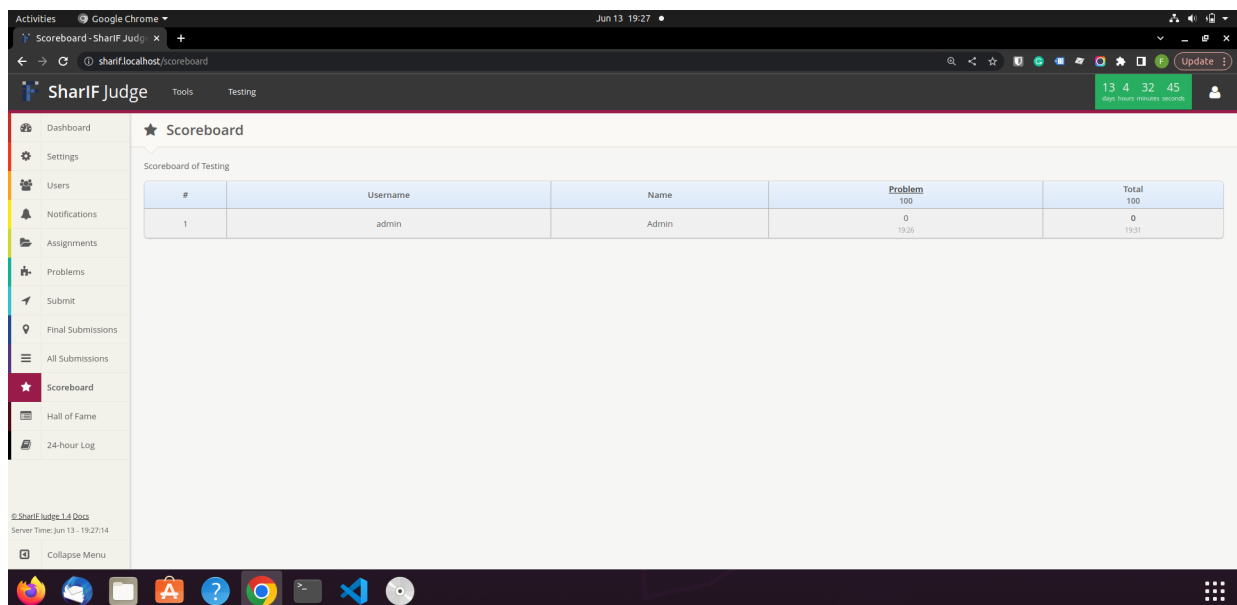 Activities Google Chrome Jun 13 19:27
Scoreboard - SharIF Judg
sharif.localhost/scoreboard Update
SharIF Judge Tools Testing 13 4 32 45
days hours minutes seconds
Dashboard
Settings
Users
Notifications
Assignments
Problems
Submit
Final Submissions
All Submissions
Scoreboard
Hall of Fame
24-hour Log
© SharIF Judge 1.4 Docs
Server Time: Jun 13 - 19:27:14
Collapse Menu
Scoreboard
Scoreboard of Testing
# Username Name Problem Total
100 100
1 admin Admin 0 0
19:26 19:31